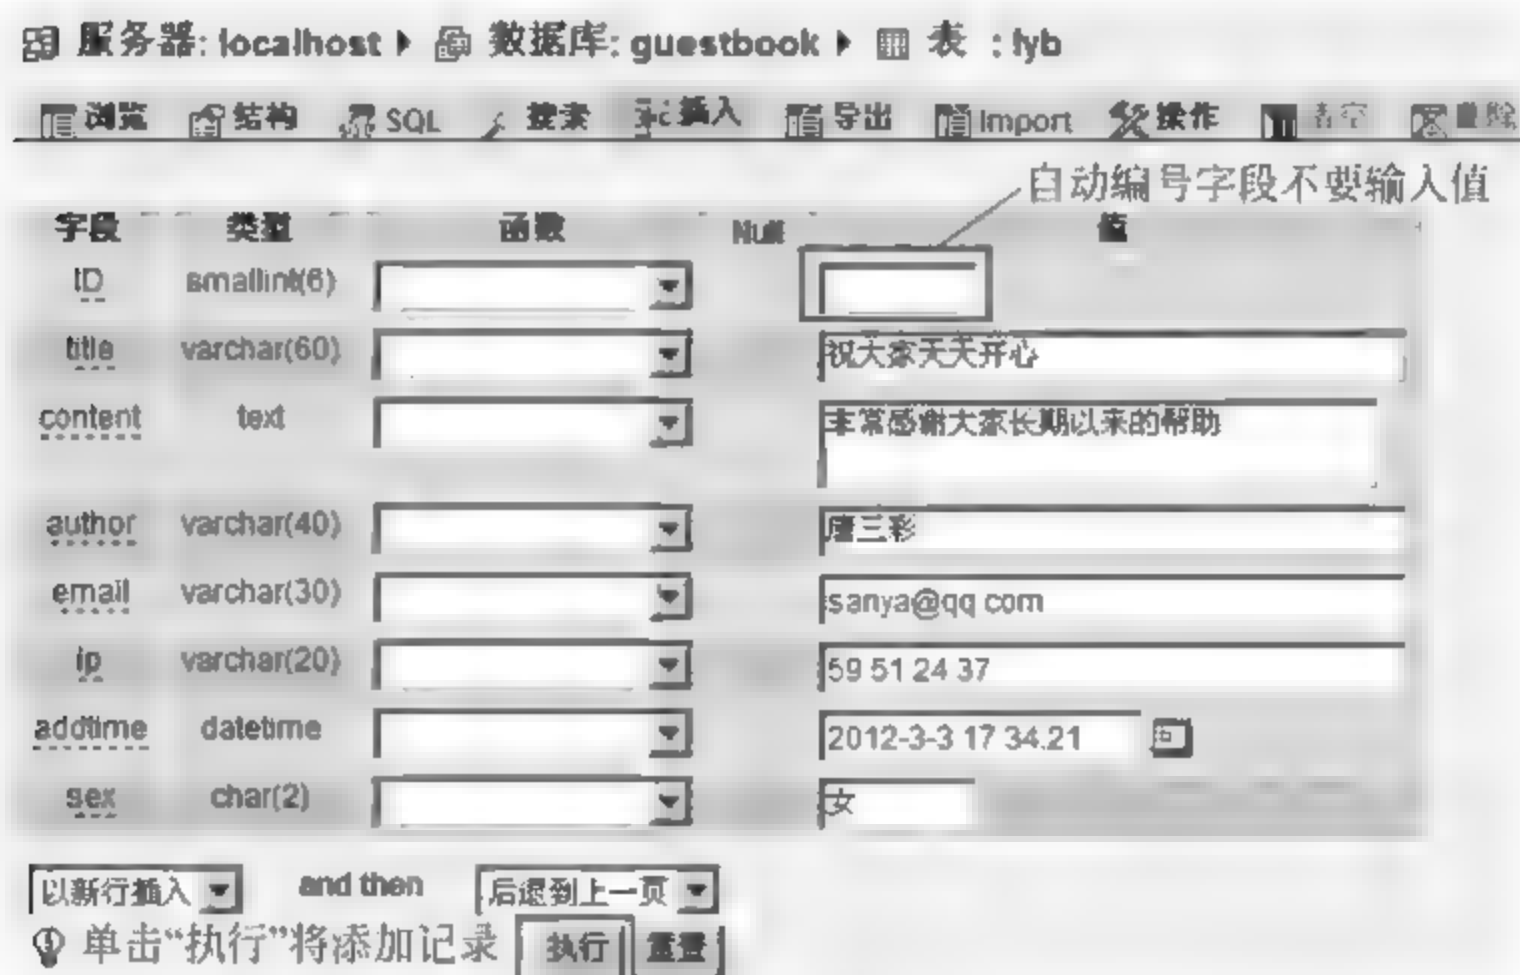 服务器: localhost ▶ 数据库: guestbook ▶ 表 : lyb
浏览 结构 SQL 搜索 插入 导出 Import 操作 清空 删除
自动编号字段不要输入值
字段 类型 函数 Null 值
ID smallint(6)
title varchar(60) 祝大家天天开心
content text 非常感谢大家长期以来的帮助
author varchar(40) 唐三彩
email varchar(30) sanya@qq com
ip varchar(20) 59 51 24 37
addtime datetime 2012-3-3 17 34.21
sex char(2) 女
以新行插入 and then 后退到上一页
单击“执行”将添加记录 执行 重置